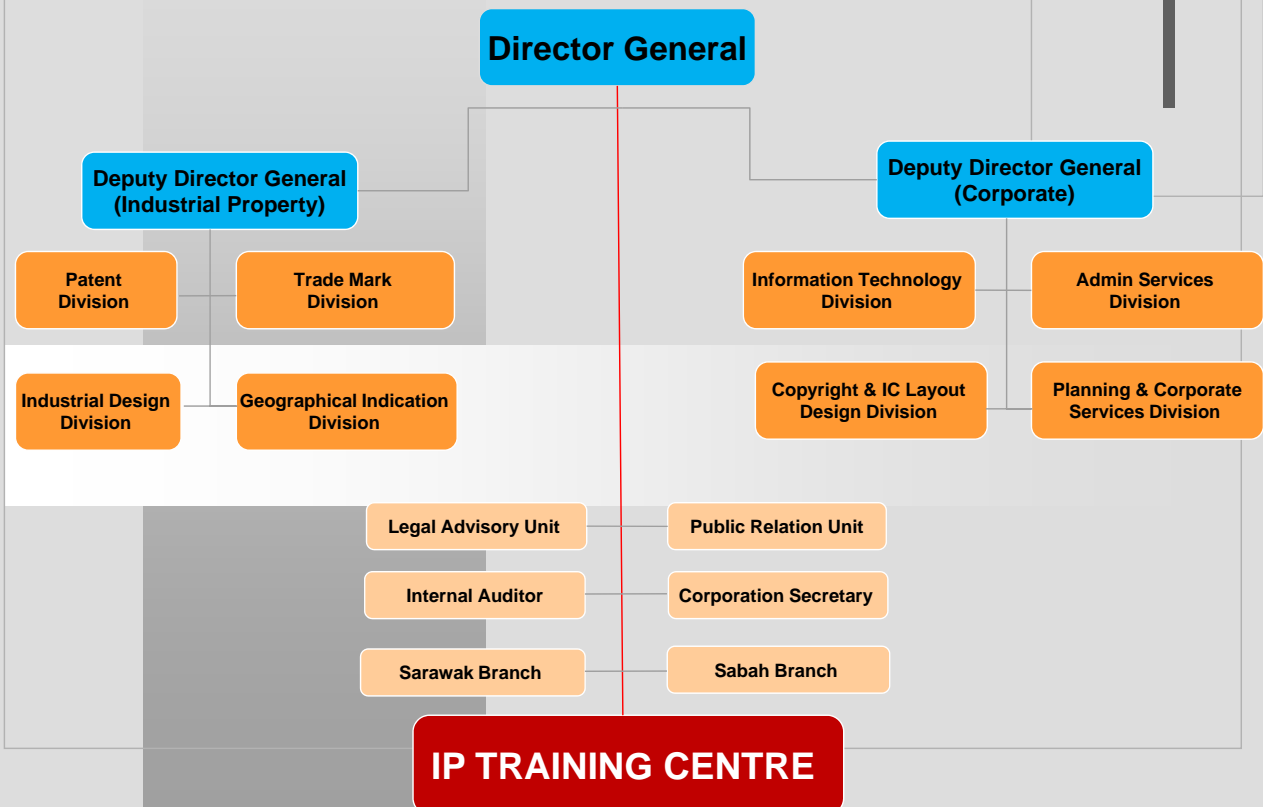 Director General
Deputy Director General
(Industrial Property)
Deputy Director General
(Corporate)
Patent
Division
Trade Mark
Division
Information Technology
Division
Admin Services
Division
Industrial Design
Division
Geographical Indication
Division
Copyright & IC Layout
Design Division
Planning & Corporate
Services Division
Legal Advisory Unit
Public Relation Unit
Internal Auditor
Corporation Secretary
Sarawak Branch
Sabah Branch
IP TRAINING CENTRE